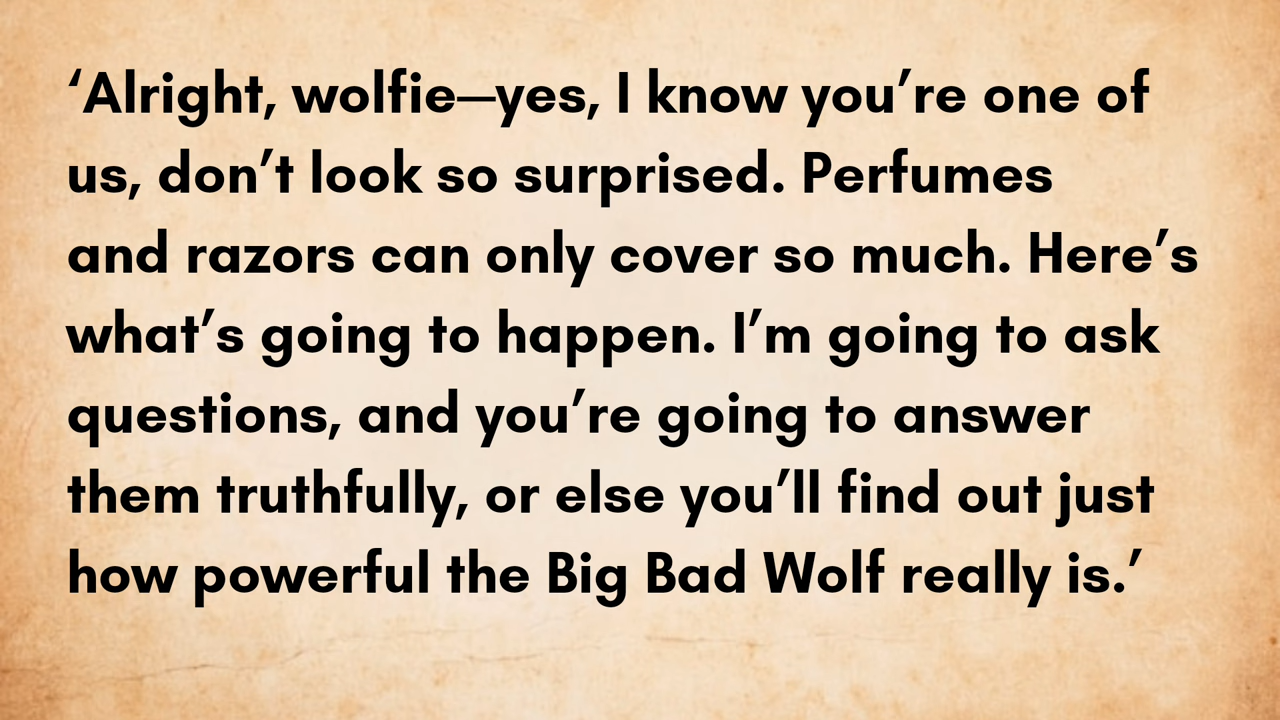 ‘Alright, wolfie—yes, I know you’re one of
us, don’t look so surprised. Perfumes
and razors can only cover so much. Here’s
what’s going to happen. I’m going to ask
questions, and you’re going to answer
them truthfully, or else you’ll find out just
how powerful the Big Bad Wolf really is.’